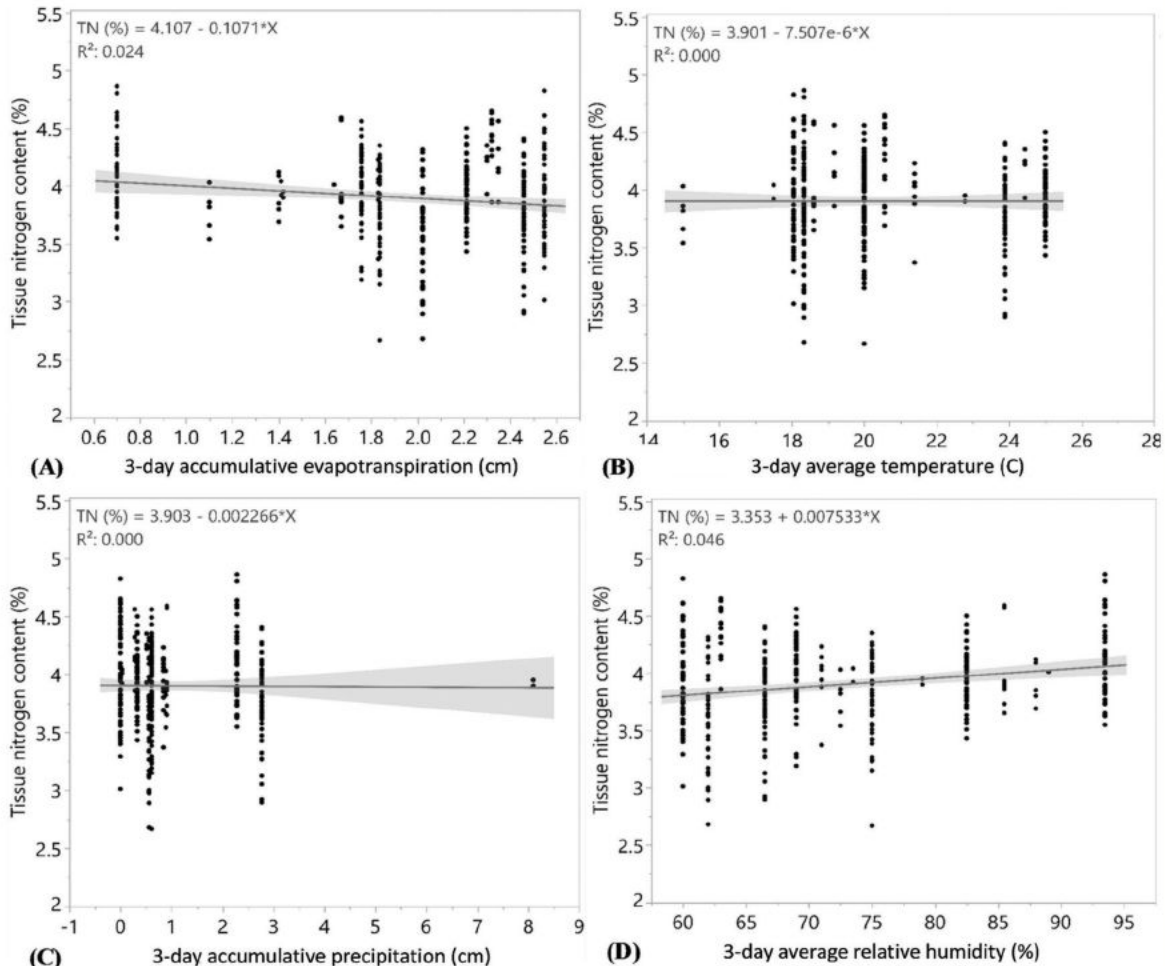 TN (%) = 4.107 - 0.1071*X
R²: 0.024
5.5
5
4.5
4
3.5
3
2.5
2
Tissue nitrogen content (%)
0.6 0.8 1.0 1.2 1.4 1.6 1.8 2.0 2.2 2.4 2.6
(A) 3-day accumulative evapotranspiration (cm)
TN (%) = 3.901 - 7.507e-6*X
R²: 0.000
5.5
5
4.5
4
3.5
3
2.5
2
Tissue nitrogen content (%)
14 16 18 20 22 24 26 28
(B) 3-day average temperature (C)
TN (%) = 3.903 - 0.002266*X
R²: 0.000
5.5
5
4.5
4
3.5
3
2.5
2
Tissue nitrogen content (%)
-1 0 1 2 3 4 5 6 7 8 9
(C) 3-day accumulative precipitation (cm)
TN (%) = 3.353 + 0.007533*X
R²: 0.046
5.5
5
4.5
4
3.5
3
2.5
2
Tissue nitrogen content (%)
60 65 70 75 80 85 90 95
(D) 3-day average relative humidity (%)